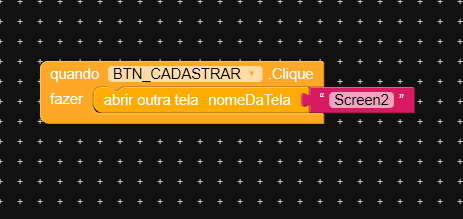 quando BTN_CADASTRAR .Clique
fazer abrir outra tela nomeDaTela “ Screen2 ”